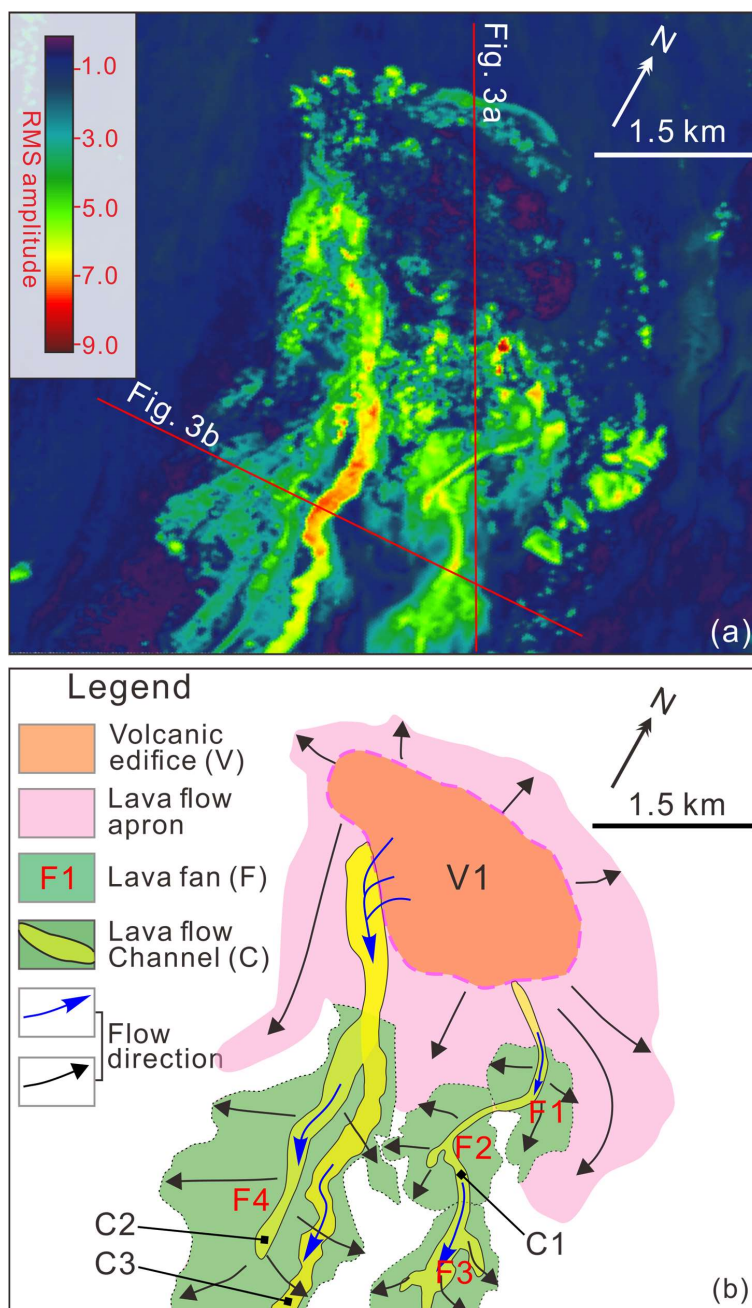 -1.0
-3.0
-5.0
-7.0
-9.0
RMS amplitude
Fig. 3a
N
1.5 km
Fig. 3b
(a)
Legend
Volcanic
edifice (V)
Lava flow
apron
F1
Lava fan (F)
Lava flow
Channel (C)
Flow
direction
N
1.5 km
V1
F1
F2
F4
C2
C1
C3
F3
(b)